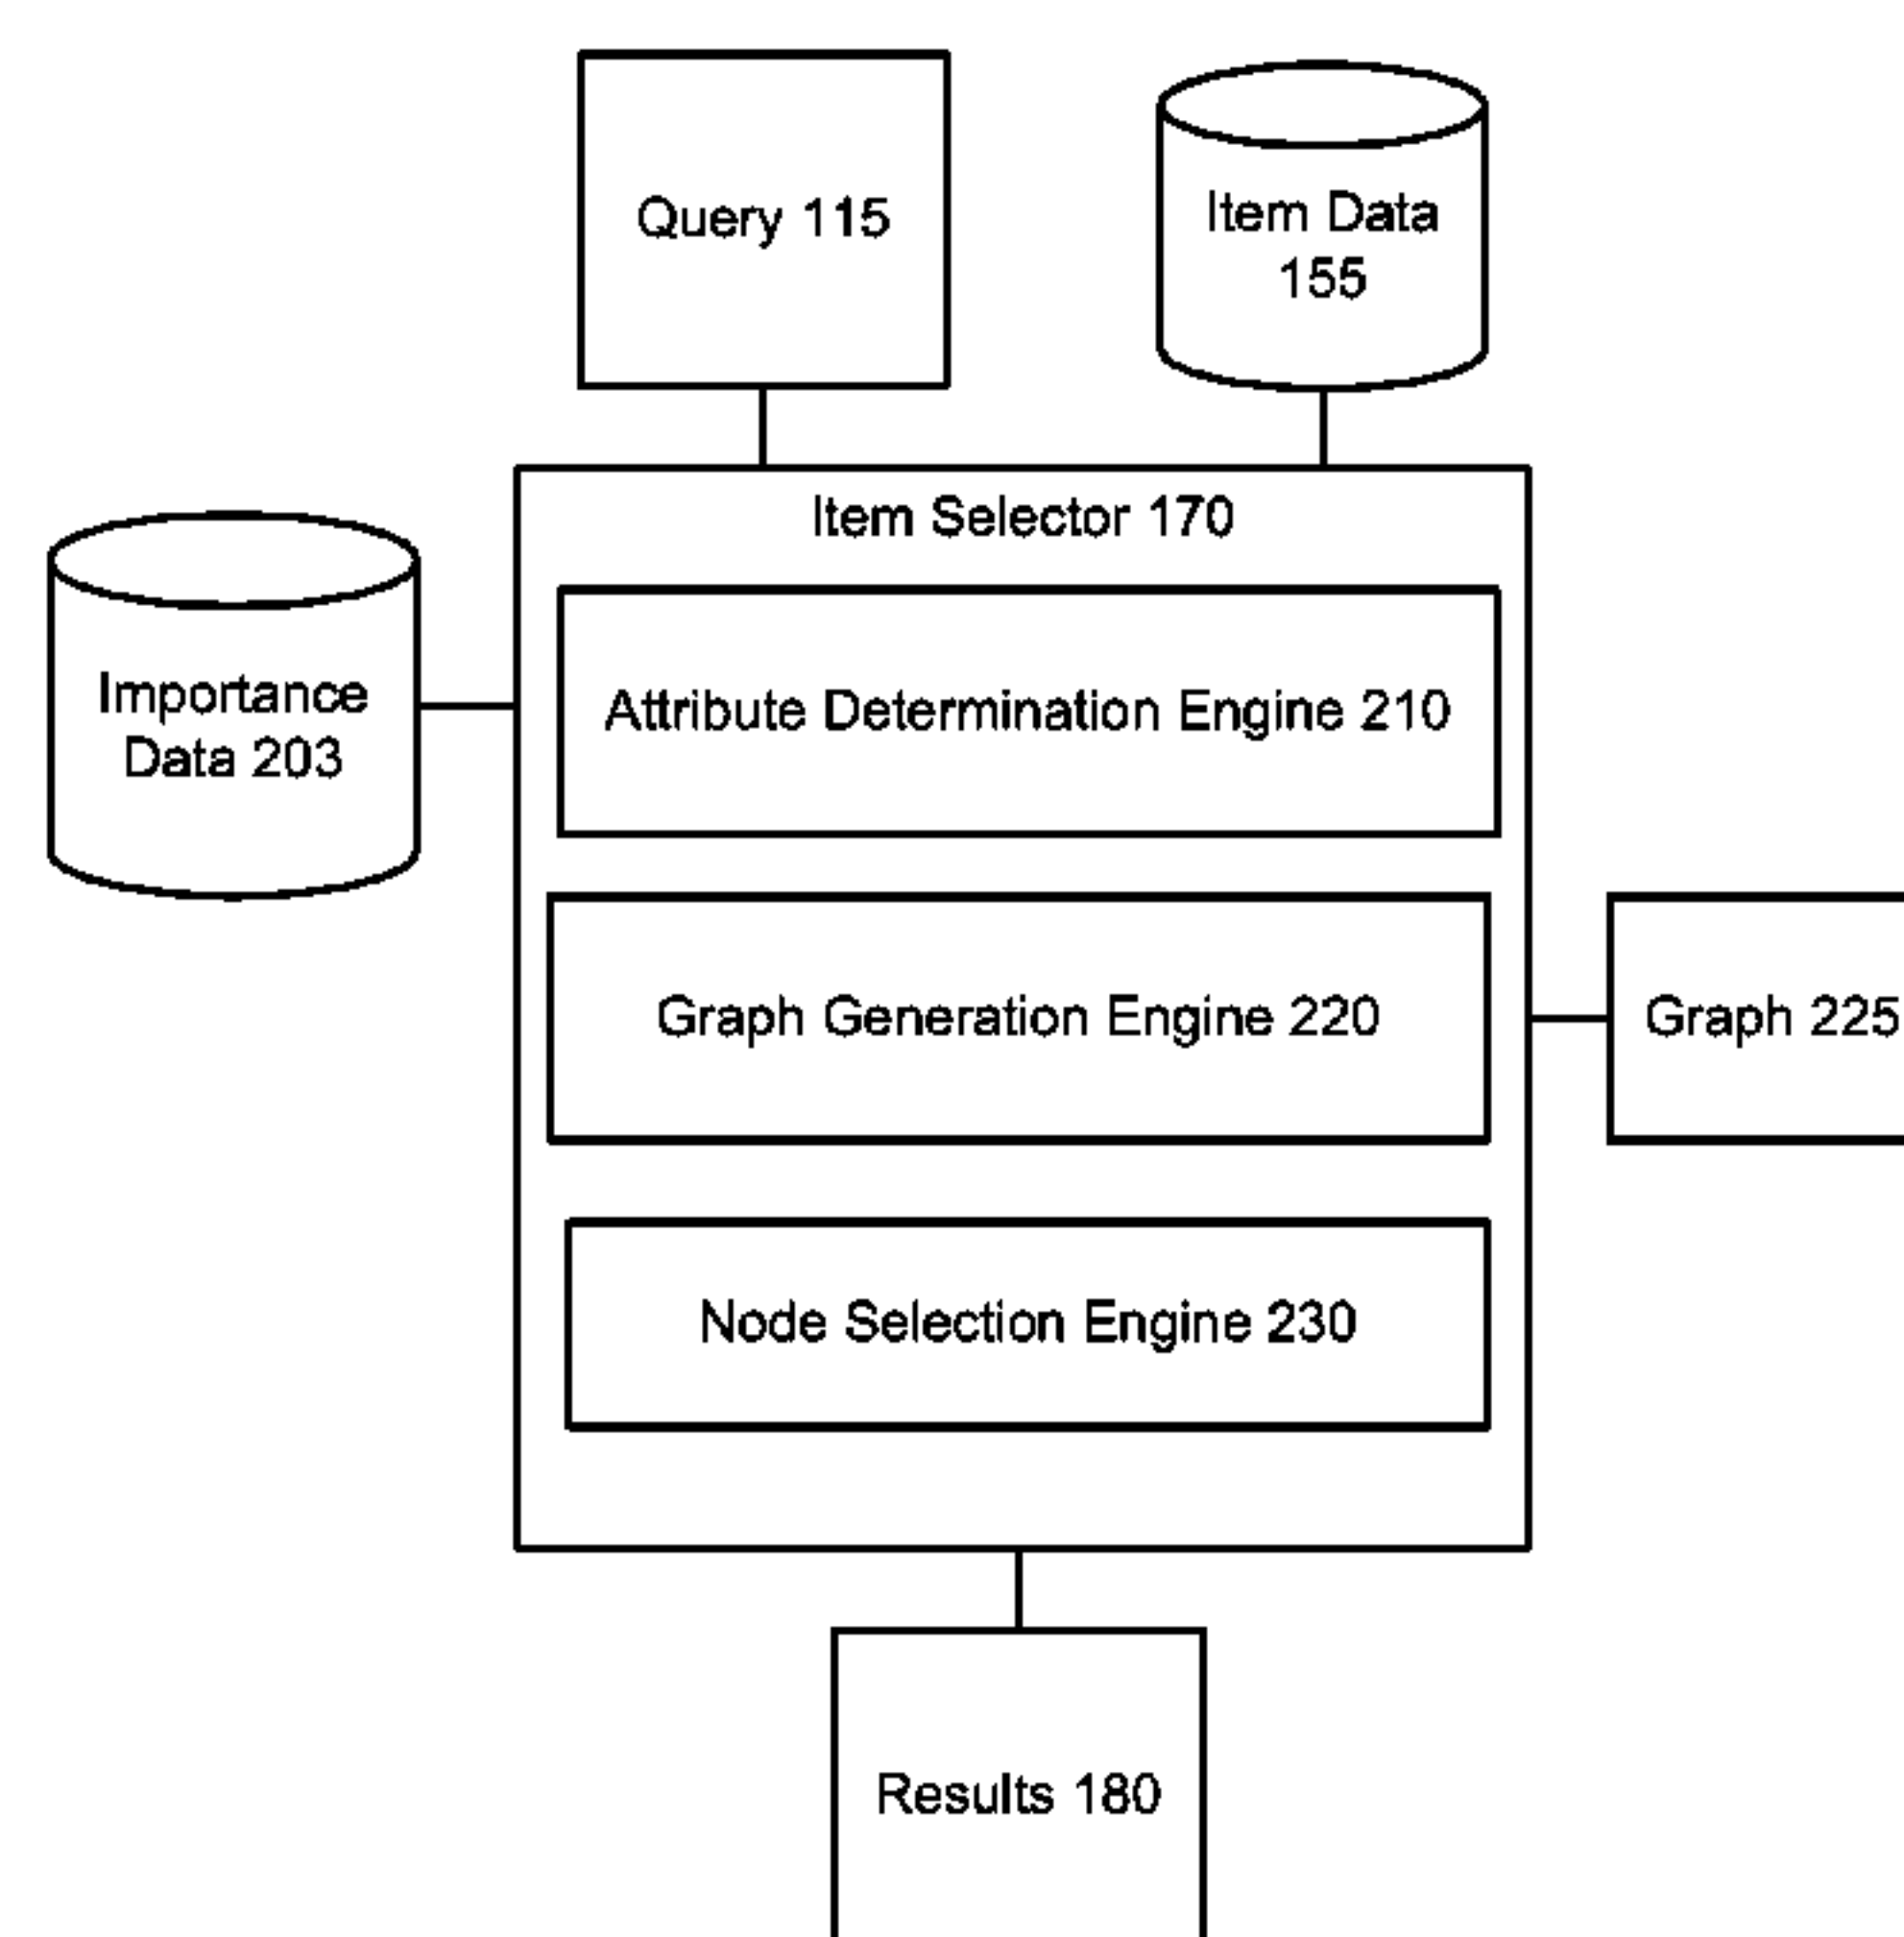 Query 115
Item Data
155
Item Selector 170
Importance
Data 203
Attribute Determination Engine 210
Graph Generation Engine 220
Graph 225
Node Selection Engine 230
Results 180